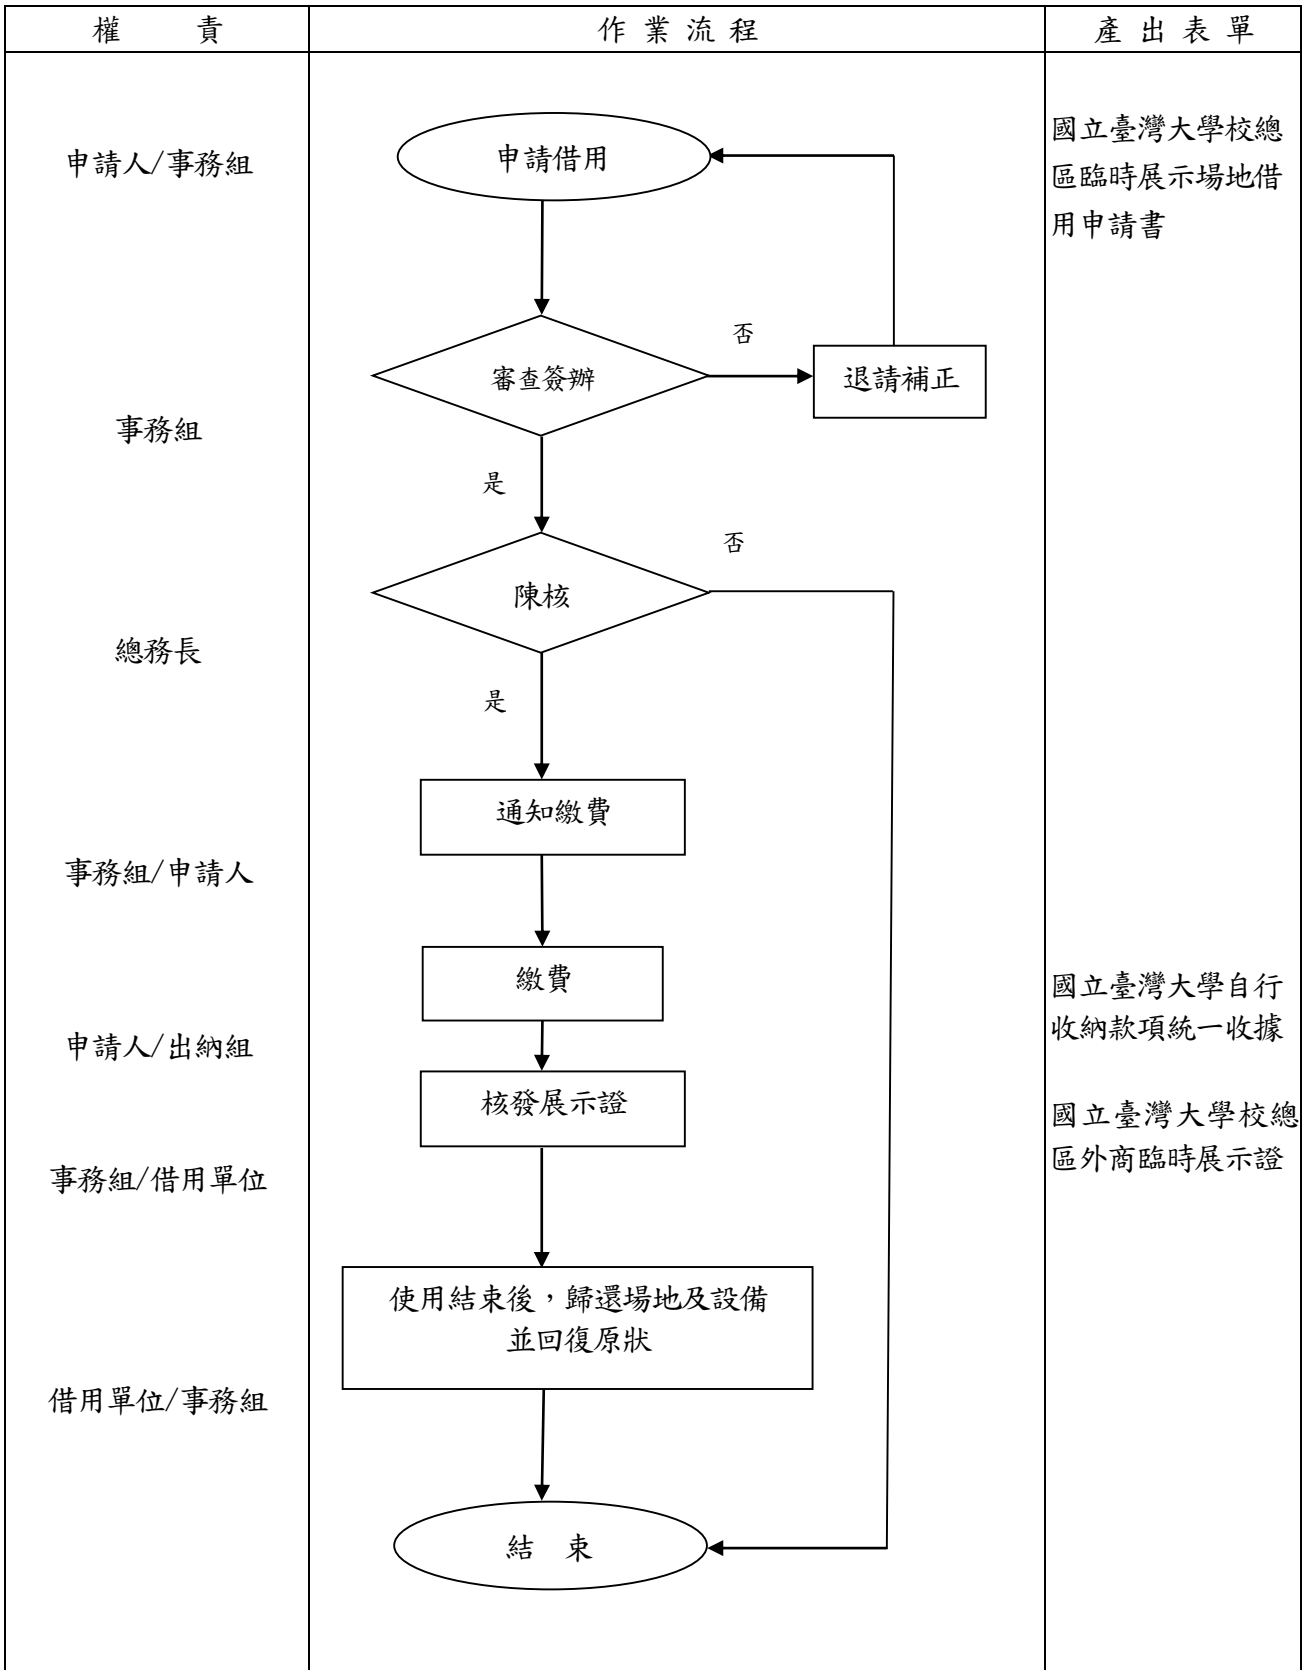 權 責
作 業 流 程
產 出 表 單
申請人/事務組
申請借用
國立臺灣大學校總
區臨時展示場地借
用申請書
否
審查簽辦
退請補正
事務組
是
否
陳核
總務長
是
通知繳費
事務組/申請人
繳費
國立臺灣大學自行
收納款項統一收據
申請人/出納組
核發展示證
國立臺灣大學校總
區外商臨時展示證
事務組/借用單位
使用結束後，歸還場地及設備
並回復原狀
借用單位/事務組
結 束